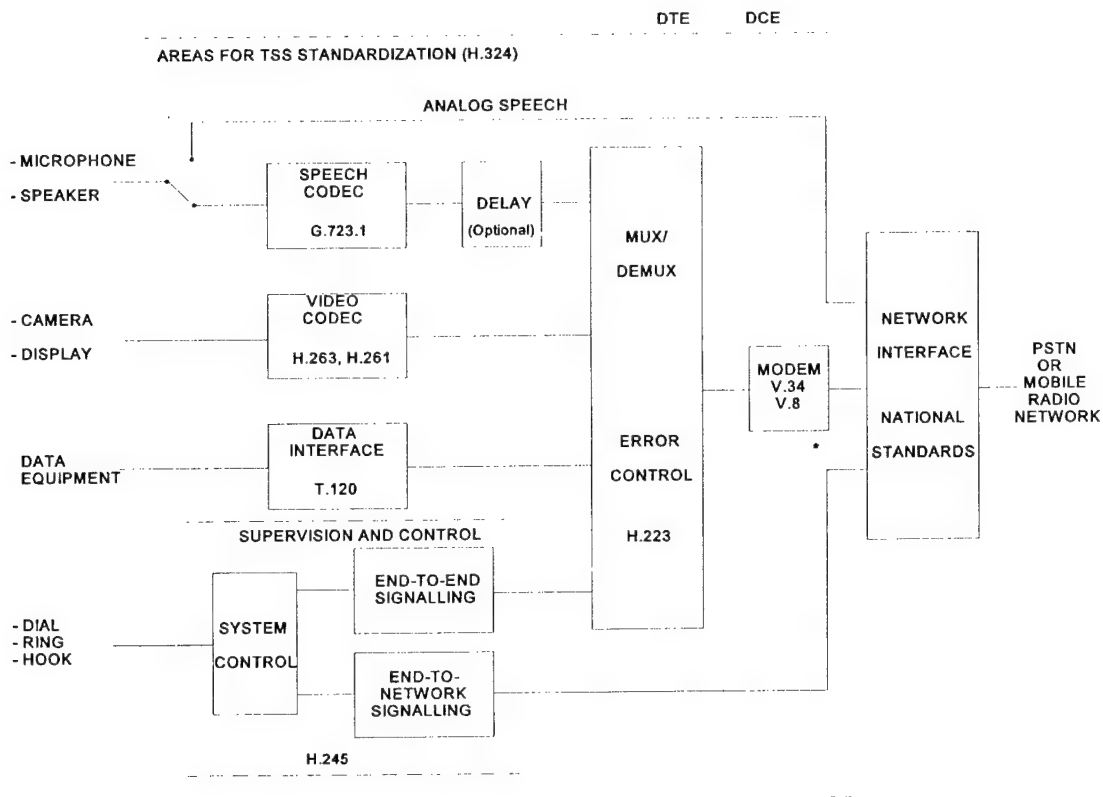 DTE DCE
AREAS FOR TSS STANDARDIZATION (H.324)
ANALOG SPEECH
- MICROPHONE
- SPEAKER
SPEECH
CODEC
G.723.1
DELAY
(Optional)
MUX/
DEMUX
ERROR
CONTROL
H.223
- CAMERA
- DISPLAY
VIDEO
CODEC
H.263, H.261
MODEM
V.34
V.8
*
NETWORK
INTERFACE
NATIONAL
STANDARDS
PSTN
OR
MOBILE
RADIO
NETWORK
DATA
EQUIPMENT
DATA
INTERFACE
T.120
SUPERVISION AND CONTROL
- DIAL
- RING
- HOOK
SYSTEM
CONTROL
END-TO-END
SIGNALLING
END-TO-
NETWORK
SIGNALLING
H.245